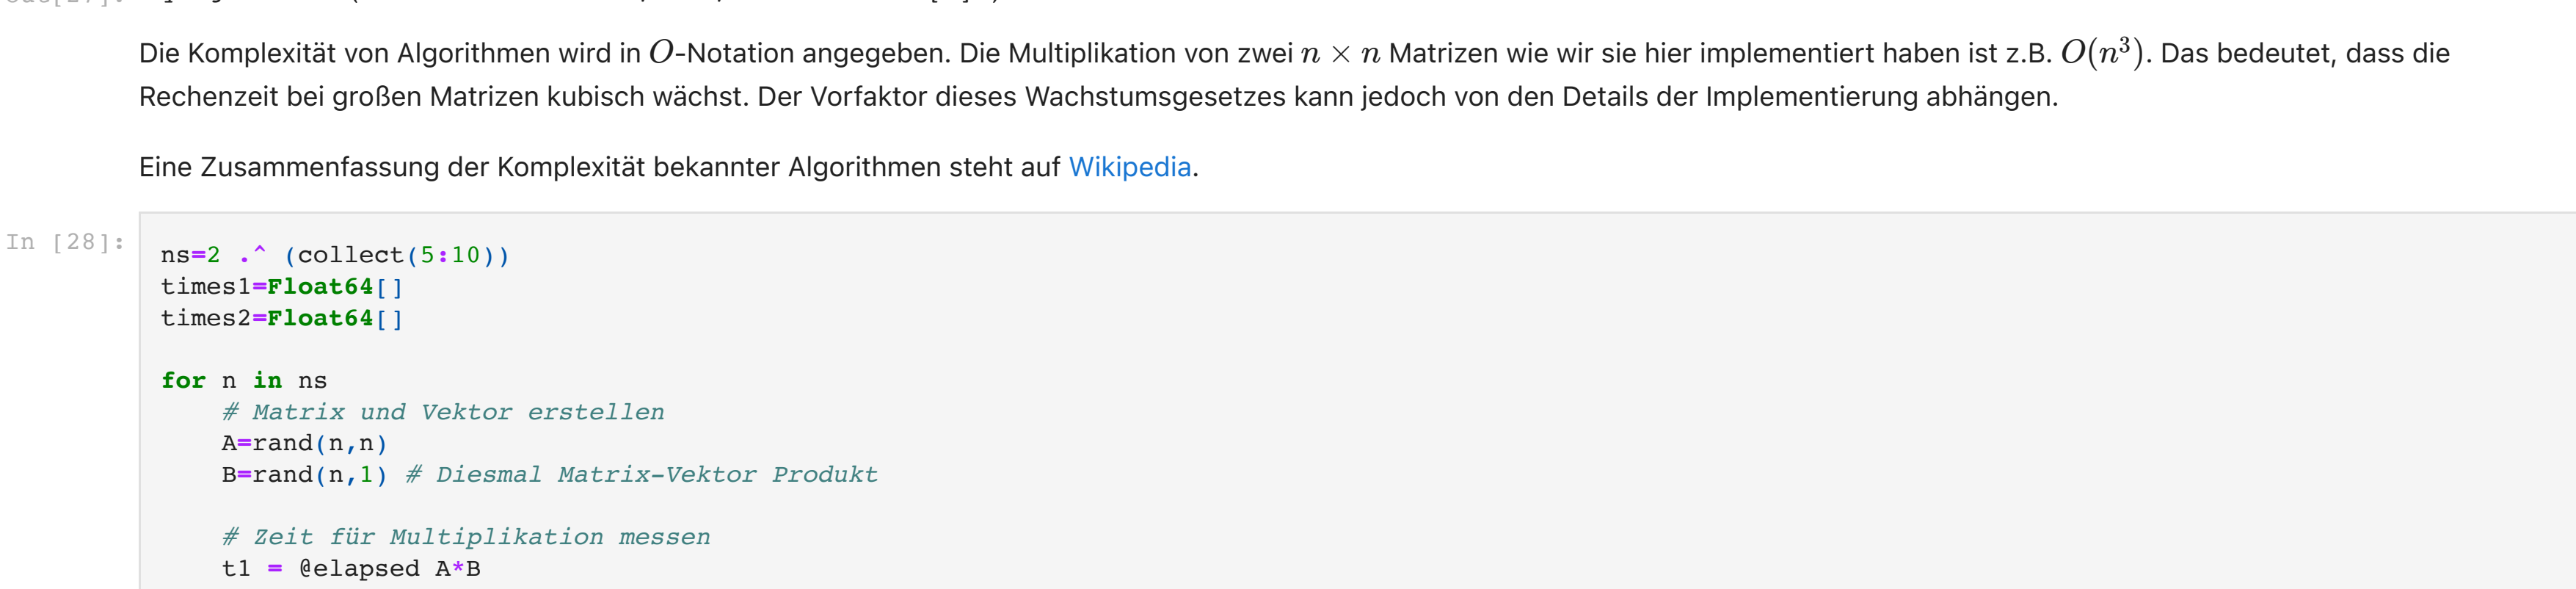 Die Komplexität von Algorithmen wird in O-Notation angegeben. Die Multiplikation von zwei n × n Matrizen wie wir sie hier implementiert haben ist z.B. O(n³). Das bedeutet, dass die
Rechenzeit bei großen Matrizen kubisch wächst. Der Vorfaktor dieses Wachstumsgesetzes kann jedoch von den Details der Implementierung abhängen.
Eine Zusammenfassung der Komplexität bekannter Algorithmen steht auf Wikipedia.
In [28]:
ns=2 .^ (collect(5:10))
times1=Float64[]
times2=Float64[]
for n in ns
    # Matrix und Vektor erstellen
    A=rand(n,n)
    B=rand(n,1) # Diesmal Matrix-Vektor Produkt
    # Zeit für Multiplikation messen
    t1 = @elapsed A*B